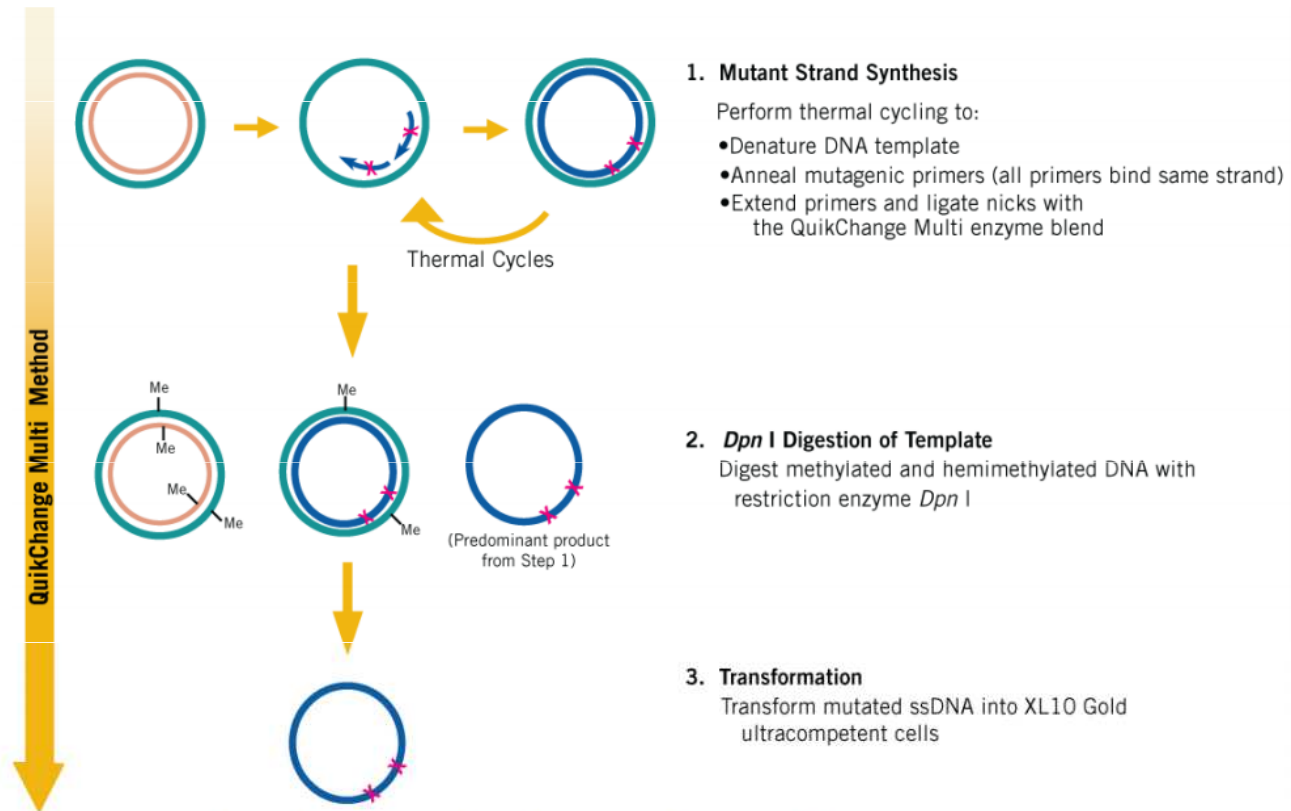 QuikChange Multi Method
1. Mutant Strand Synthesis
Perform thermal cycling to:
•Denature DNA template
•Anneal mutagenic primers (all primers bind same strand)
•Extend primers and ligate nicks with
the QuikChange Multi enzyme blend
Thermal Cycles
Me
Me
Me
Me
Me
Me
(Predominant product
from Step 1)
2. Dpn I Digestion of Template
Digest methylated and hemimethylated DNA with
restriction enzyme Dpn I
3. Transformation
Transform mutated ssDNA into XL10 Gold
ultracompetent cells